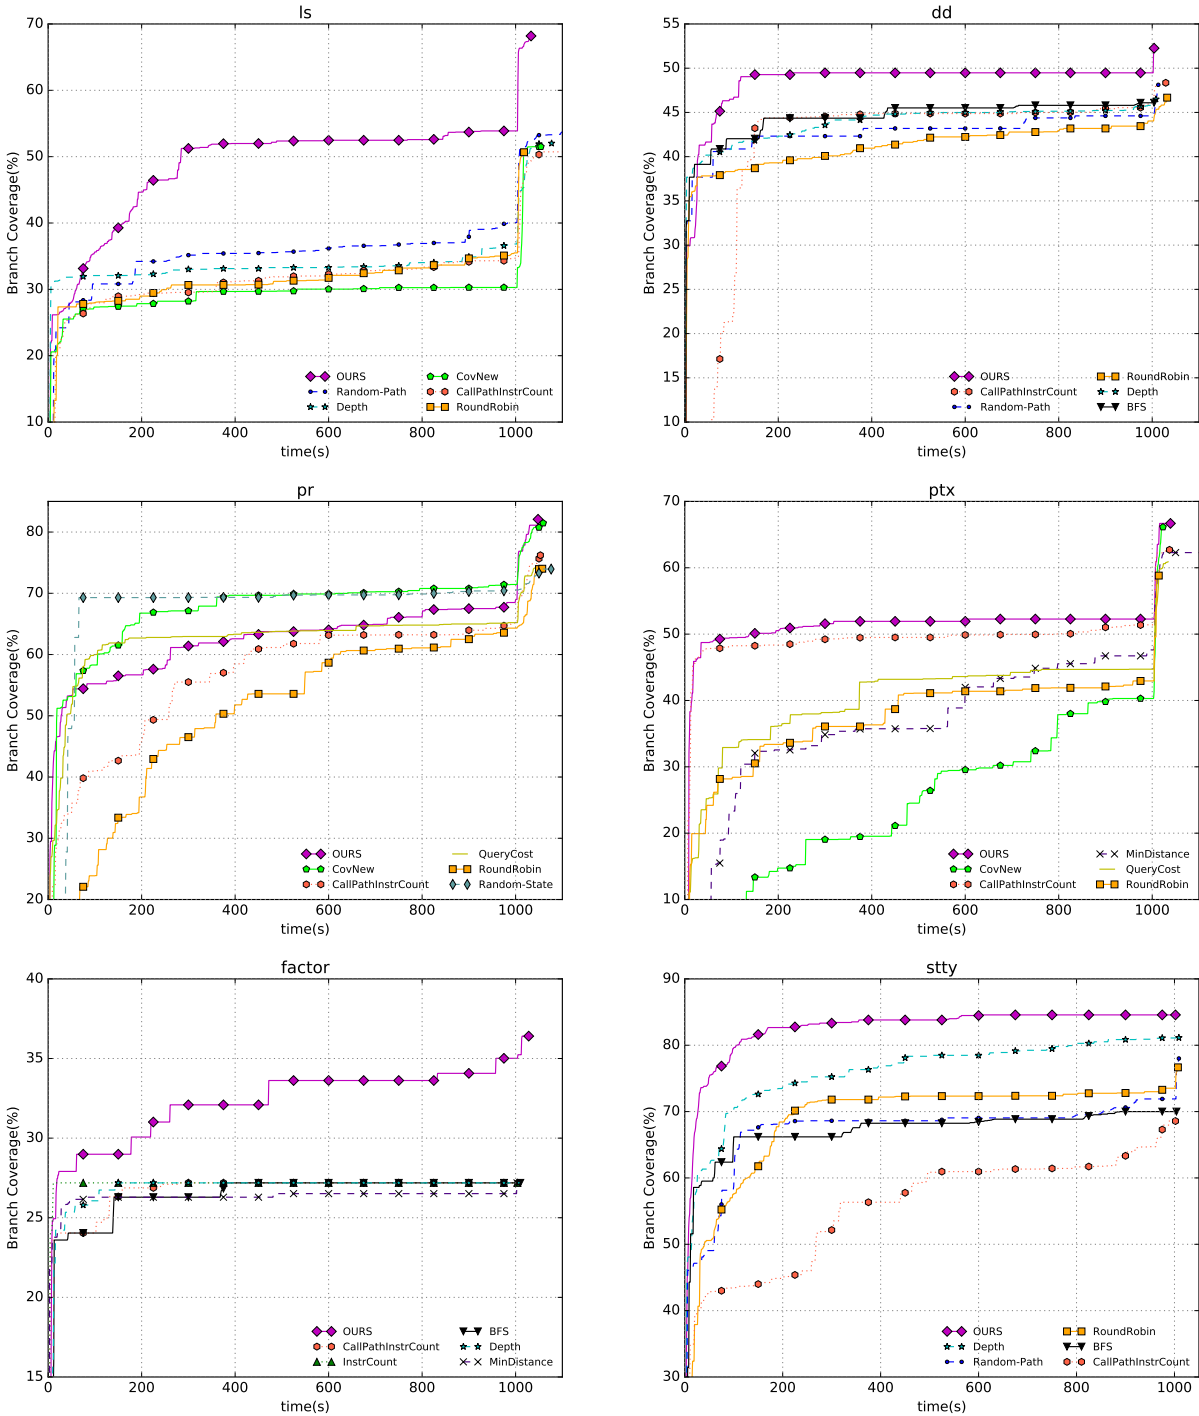 ls
70
60
50
40
30
20
10
0 200 400 600 800 1000
Branch Coverage(%)
time(s)
OURS
Random-Path
Depth
CovNew
CallPathInstrCount
RoundRobin
dd
55
50
45
40
35
30
25
20
15
10
0 200 400 600 800 1000
Branch Coverage(%)
time(s)
OURS
CallPathInstrCount
Random-Path
RoundRobin
Depth
BFS
pr
80
70
60
50
40
30
20
0 200 400 600 800 1000
Branch Coverage(%)
time(s)
OURS
CovNew
CallPathInstrCount
QueryCost
RoundRobin
Random-State
ptx
70
60
50
40
30
20
10
0 200 400 600 800 1000
Branch Coverage(%)
time(s)
OURS
CovNew
CallPathInstrCount
MinDistance
QueryCost
RoundRobin
factor
40
35
30
25
20
15
0 200 400 600 800 1000
Branch Coverage(%)
time(s)
OURS
CallPathInstrCount
InstrCount
BFS
Depth
MinDistance
stty
90
80
70
60
50
40
30
0 200 400 600 800 1000
Branch Coverage(%)
time(s)
OURS
Depth
Random-Path
RoundRobin
BFS
CallPathInstrCount